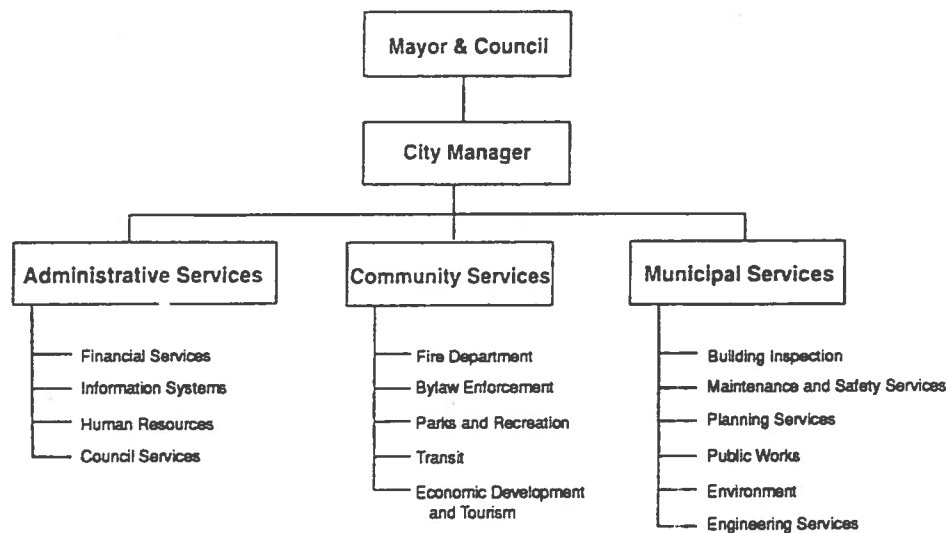 Mayor & Council
City Manager
Administrative Services
Financial Services
Information Systems
Human Resources
Council Services
Community Services
Fire Department
Bylaw Enforcement
Parks and Recreation
Transit
Economic Development
and Tourism
Municipal Services
Building Inspection
Maintenance and Safety Services
Planning Services
Public Works
Environment
Engineering Services